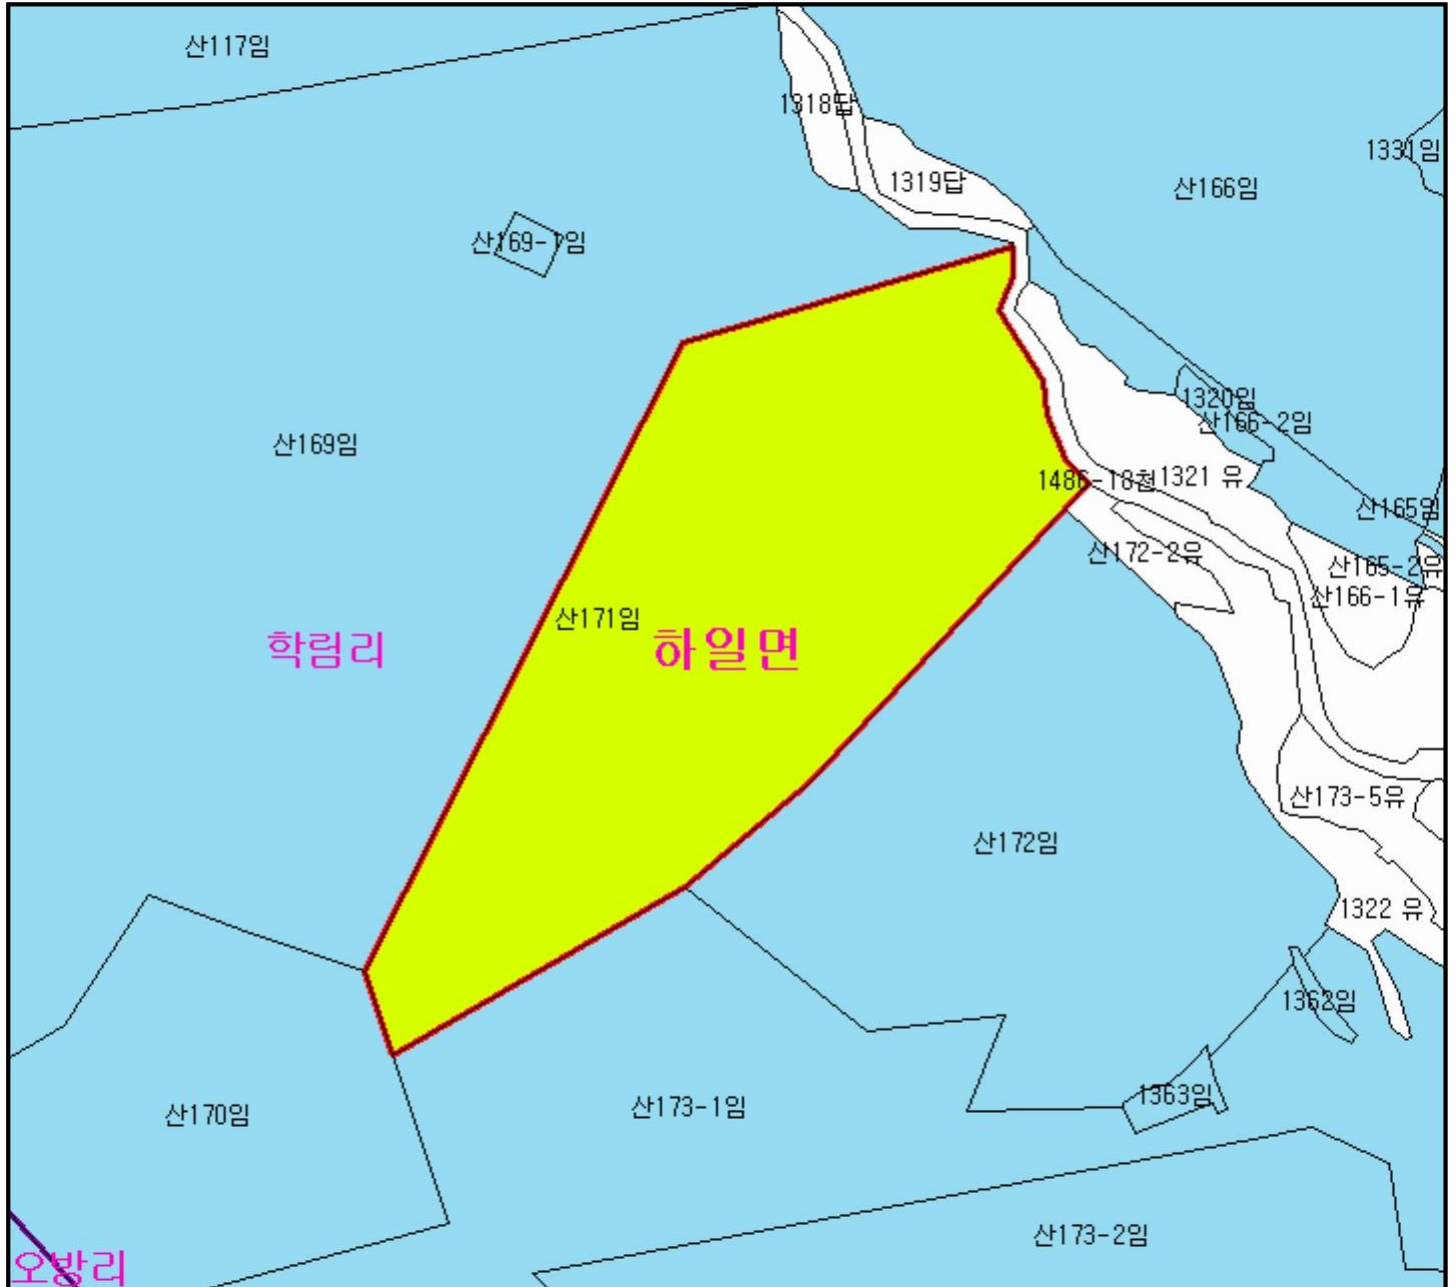 산117임
1318답
1331임
1319답
산166임
산169-1임
1320임
산166-2임
산169임
1486-18천
1321 유
산165임
산172-2유
산165-2유
산166-1유
산171임
학림리
하일면
산173-5유
산172임
1322 유
1362임
1363임
산173-1임
산170임
산173-2임
오방리